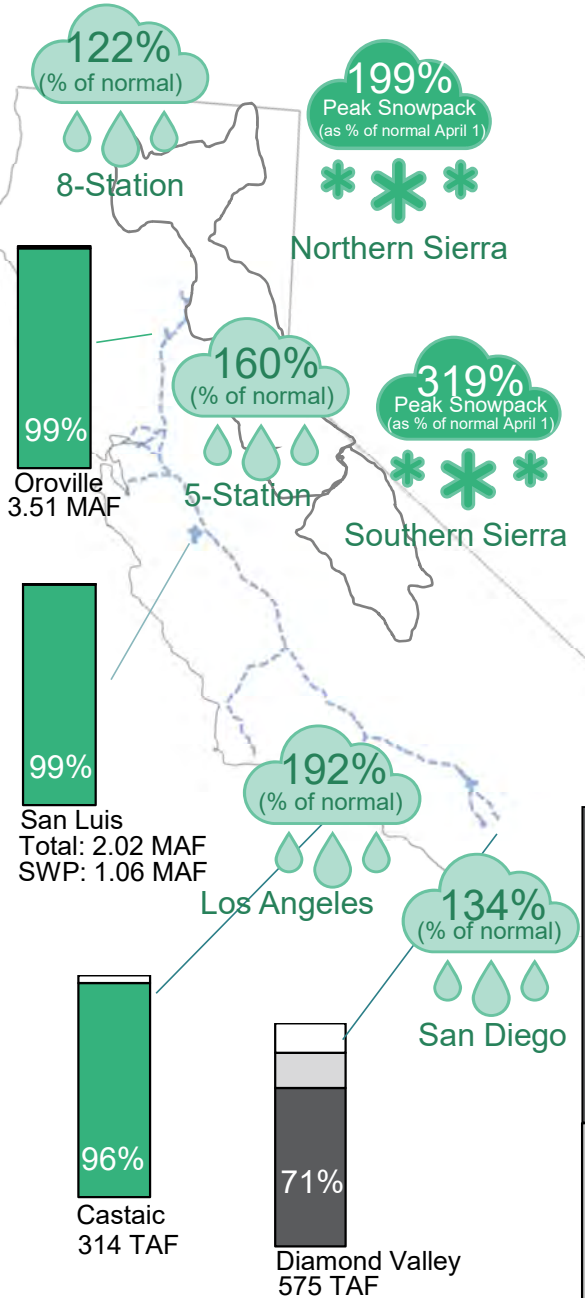 122%
(% of normal)
8-Station
199%
Peak Snowpack
(as % of normal April 1)
Northern Sierra
99%
Oroville
3.51 MAF
160%
(% of normal)
5-Station
319%
Peak Snowpack
(as % of normal April 1)
Southern Sierra
99%
San Luis
Total: 2.02 MAF
SWP: 1.06 MAF
192%
(% of normal)
Los Angeles
134%
(% of normal)
San Diego
96%
Castaic
314 TAF
71%
Diamond Valley
575 TAF